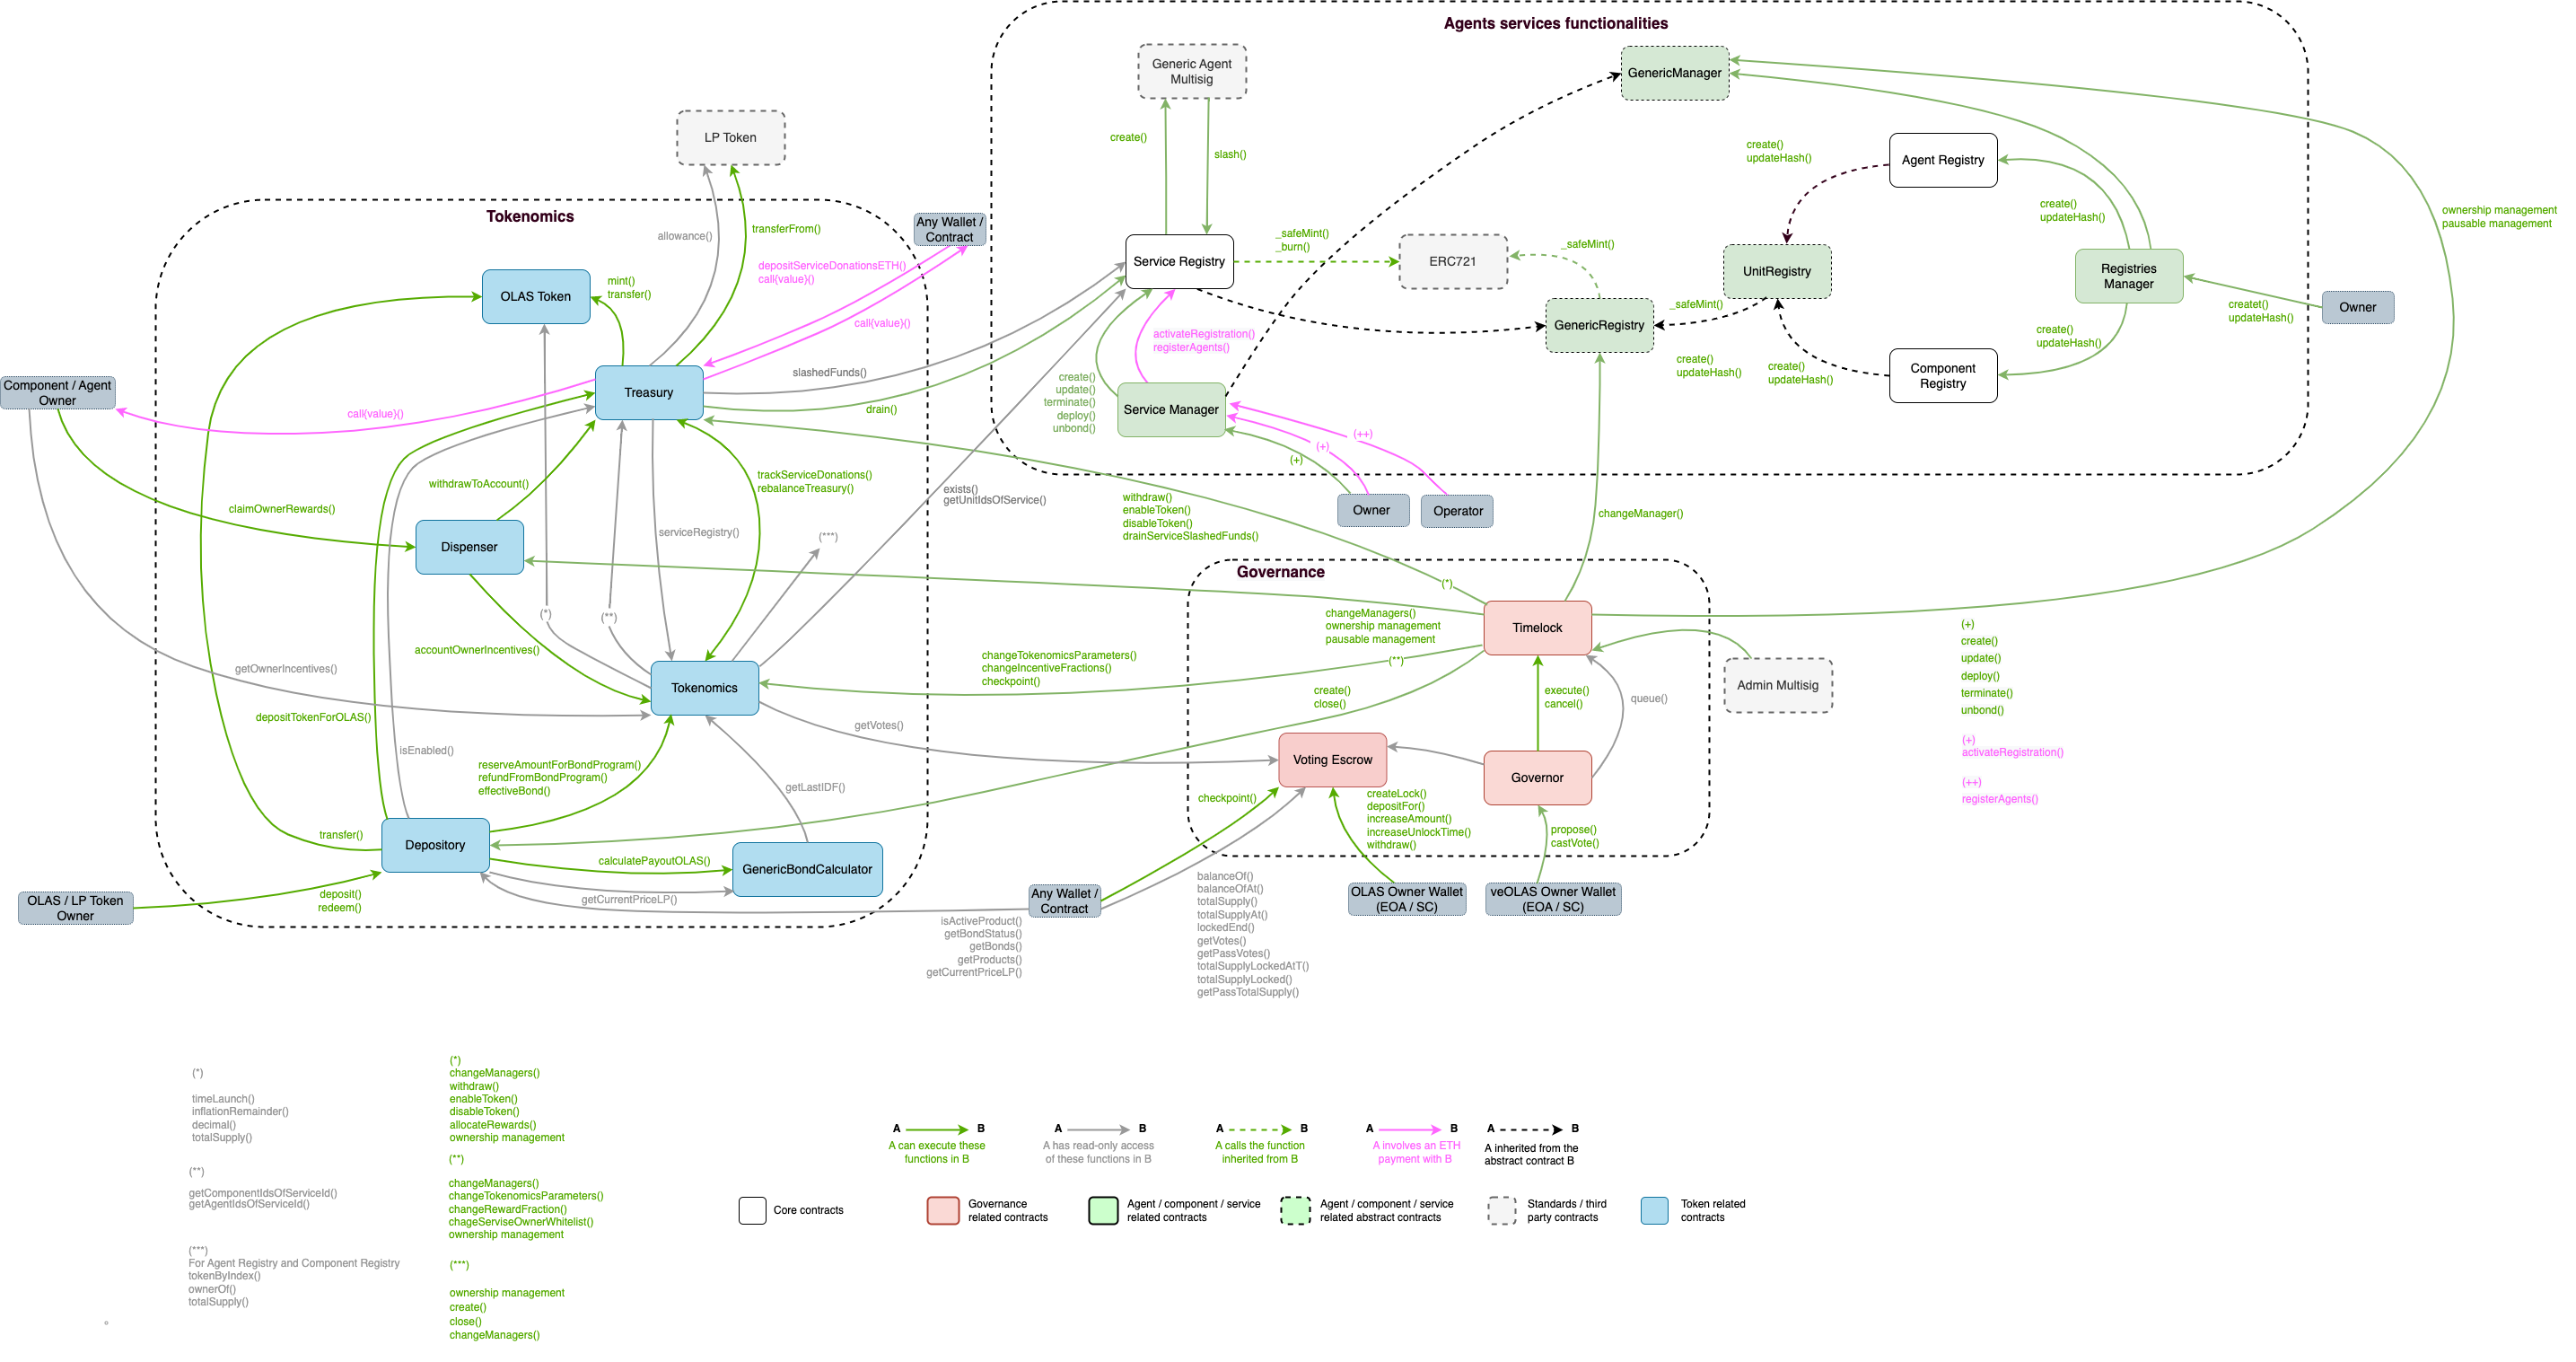 Agents services functionalities
Generic Agent
Multisig
GenericManager
LP Token
create()
slash()
create()
updateHash()
Agent Registry
create()
updateHash()
ownership management
pausable management
Tokenomics
Any Wallet /
Contract
allowance()
transferFrom()
depositServiceDonationsETH()
call{value}()
call{value}()
OLAS Token
mint()
transfer()
Service Registry
_safeMint()
_burn()
ERC721
_safeMint()
UnitRegistry
Registries
Manager
GenericRegistry
_safeMint()
createt()
updateHash()
Owner
activateRegistration()
registerAgents()
create()
updateHash()
create()
updateHash()
create()
updateHash()
Component
Registry
Component / Agent
Owner
Treasury
slashedFunds()
drain()
call{value}()
create()
update()
terminate()
deploy()
unbond()
Service Manager
(++)
(+)
(+)
withdrawToAccount()
trackServiceDonations()
rebalanceTreasury()
exists()
getUnitIdsOfService()
withdraw()
enableToken()
disableToken()
drainServiceSlashedFunds()
Owner
Operator
changeManager()
claimOwnerRewards()
Dispenser
serviceRegistry()
(***)
Governance
(*)
(*)
(**)
changeManagers()
ownership management
pausable management
Timelock
accountOwnerIncentives()
getOwnerIncentives()
Tokenomics
changeTokenomicsParameters()
changeIncentiveFractions()
checkpoint()
(**)
create()
close()
execute()
cancel()
queue()
Admin Multisig
(+)
create()
update()
deploy()
terminate()
unbond()
(+)
activateRegistration()
(++)
registerAgents()
depositTokenForOLAS()
isEnabled()
getVotes()
Voting Escrow
Governor
reserveAmountForBondProgram()
refundFromBondProgram()
effectiveBond()
getLastIDF()
checkpoint()
createLock()
depositFor()
increaseAmount()
increaseUnlockTime()
withdraw()
propose()
castVote()
transfer()
Depository
calculatePayoutOLAS()
GenericBondCalculator
getCurrentPriceLP()
OLAS / LP Token
Owner
deposit()
redeem()
Any Wallet /
Contract
OLAS Owner Wallet
(EOA / SC)
veOLAS Owner Wallet
(EOA / SC)
isActiveProduct()
getBondStatus()
getBonds()
getProducts()
getCurrentPriceLP()
balanceOf()
balanceOfAt()
totalSupply()
totalSupplyAt()
lockedEnd()
getVotes()
getPassVotes()
totalSupplyLockedAtT()
totalSupplyLocked()
getPassTotalSupply()
(*)
timeLaunch()
inflationRemainder()
decimal()
totalSupply()
(**)
getComponentIdsOfServiceId()
getAgentIdsOfServiceId()
(***)
For Agent Registry and Component Registry
tokenByIndex()
ownerOf()
totalSupply()
(*)
changeManagers()
withdraw()
enableToken()
disableToken()
allocateRewards()
ownership management
(**)
changeManagers()
changeTokenomicsParameters()
changeRewardFraction()
chageServiseOwnerWhitelist()
ownership management
(***)
ownership management
create()
close()
changeManagers()
A B
A can execute these
functions in B
A B
A has read-only access
of these functions in B
A B
A calls the function
inherited from B
A B
A involves an ETH
payment with B
A B
A inherited from the
abstract contract B
Core contracts
Governance
related contracts
Agent / component / service
related contracts
Agent / component / service
related abstract contracts
Standards / third
party contracts
Token related
contracts